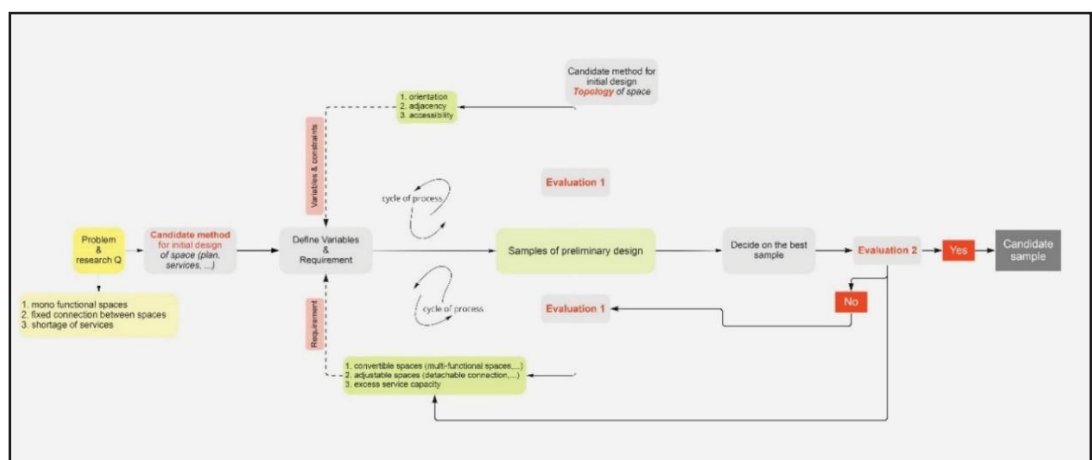 Candidate method for
initial design
Topology of space
1. orientation
2. adjacency
3. accessibility
Variables & constraints
Evaluation 1
cycle of process
Problem
&
research Q
Candidate method
for initial design
of space (plan,
services, ...)
Define Variables
&
Requirement
Samples of preliminary design
Decide on the best
sample
Evaluation 2
Yes
Candidate
sample
No
1. mono functional spaces
2. fixed connection between spaces
3. shortage of services
cycle of process
Evaluation 1
Requirement
1. convertible spaces (multi-functional spaces,...)
2. adjustable spaces (detachable connection,...)
3. excess service capacity